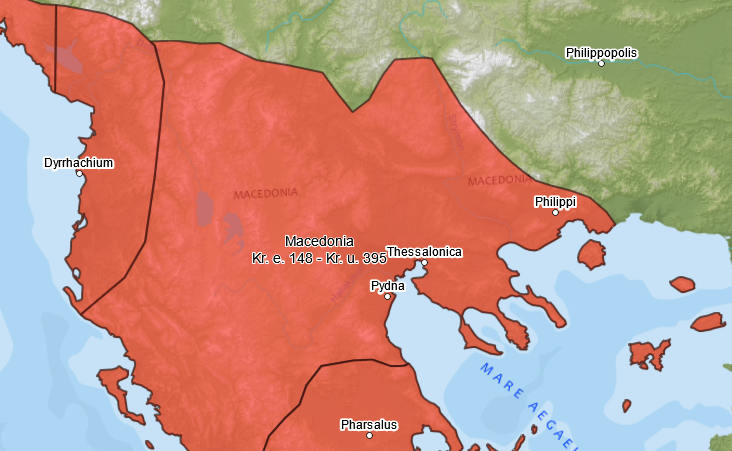 Philippopolis
Dyrrhachium
MACEDONIA
MACEDONIA
Philippi
Macedonia
Kr. e. 148 - Kr. u. 395
Thessalonica
Pydna
MARE AEGAE
Pharsalus